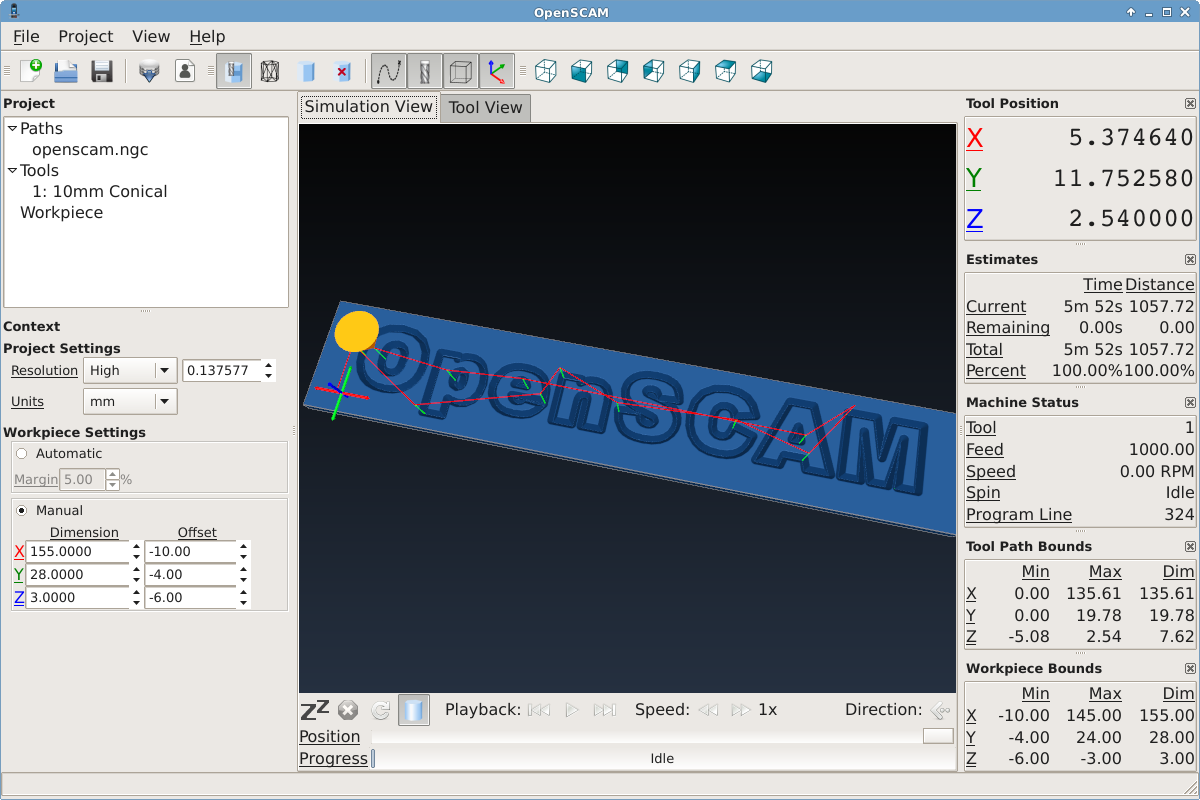 OpenSCAM
File Project View Help
Project
Paths
openscam.ngc
Tools
1: 10mm Conical
Workpiece
Context
Project Settings
Resolution High 0.137577
Units mm
Workpiece Settings
Automatic
Margin 5.00 %
Manual
Dimension Offset
X 155.0000 -10.00
Y 28.0000 -4.00
Z 3.0000 -6.00
Simulation View Tool View
OpenSCAM
Playback: Speed: 1x Direction:
Position
Progress Idle
Tool Position
X 5.374640
Y 11.752580
Z 2.540000
Estimates
Time Distance
Current 5m 52s 1057.72
Remaining 0.00s 0.00
Total 5m 52s 1057.72
Percent 100.00% 100.00%
Machine Status
Tool 1
Feed 1000.00
Speed 0.00 RPM
Spin Idle
Program Line 324
Tool Path Bounds
Min Max Dim
X 0.00 135.61 135.61
Y 0.00 19.78 19.78
Z -5.08 2.54 7.62
Workpiece Bounds
Min Max Dim
X -10.00 145.00 155.00
Y -4.00 24.00 28.00
Z -6.00 -3.00 3.00